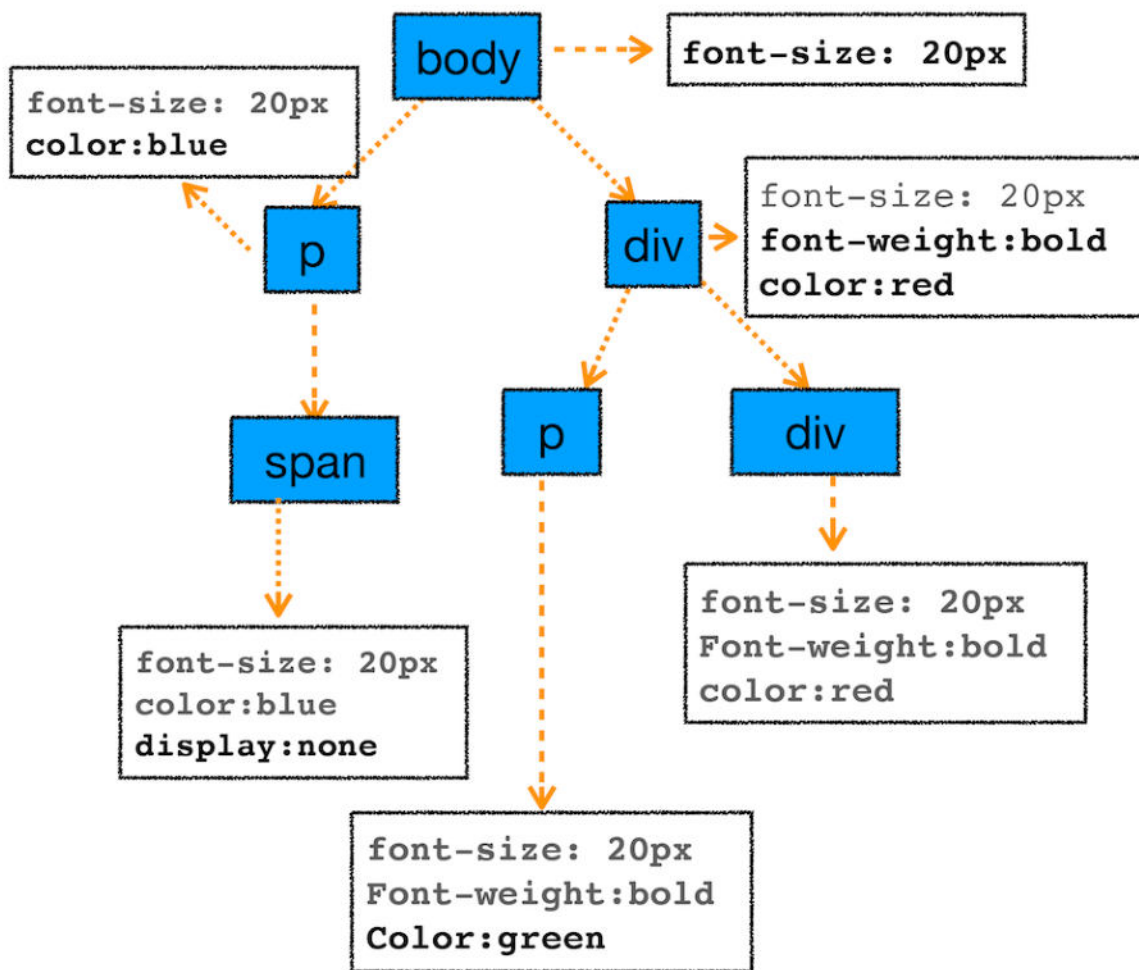 body
font-size: 20px
font-size: 20px
color:blue
p
div
font-size: 20px
font-weight:bold
color:red
span
p
div
font-size: 20px
Font-weight:bold
color:red
font-size: 20px
color:blue
display:none
font-size: 20px
Font-weight:bold
Color:green